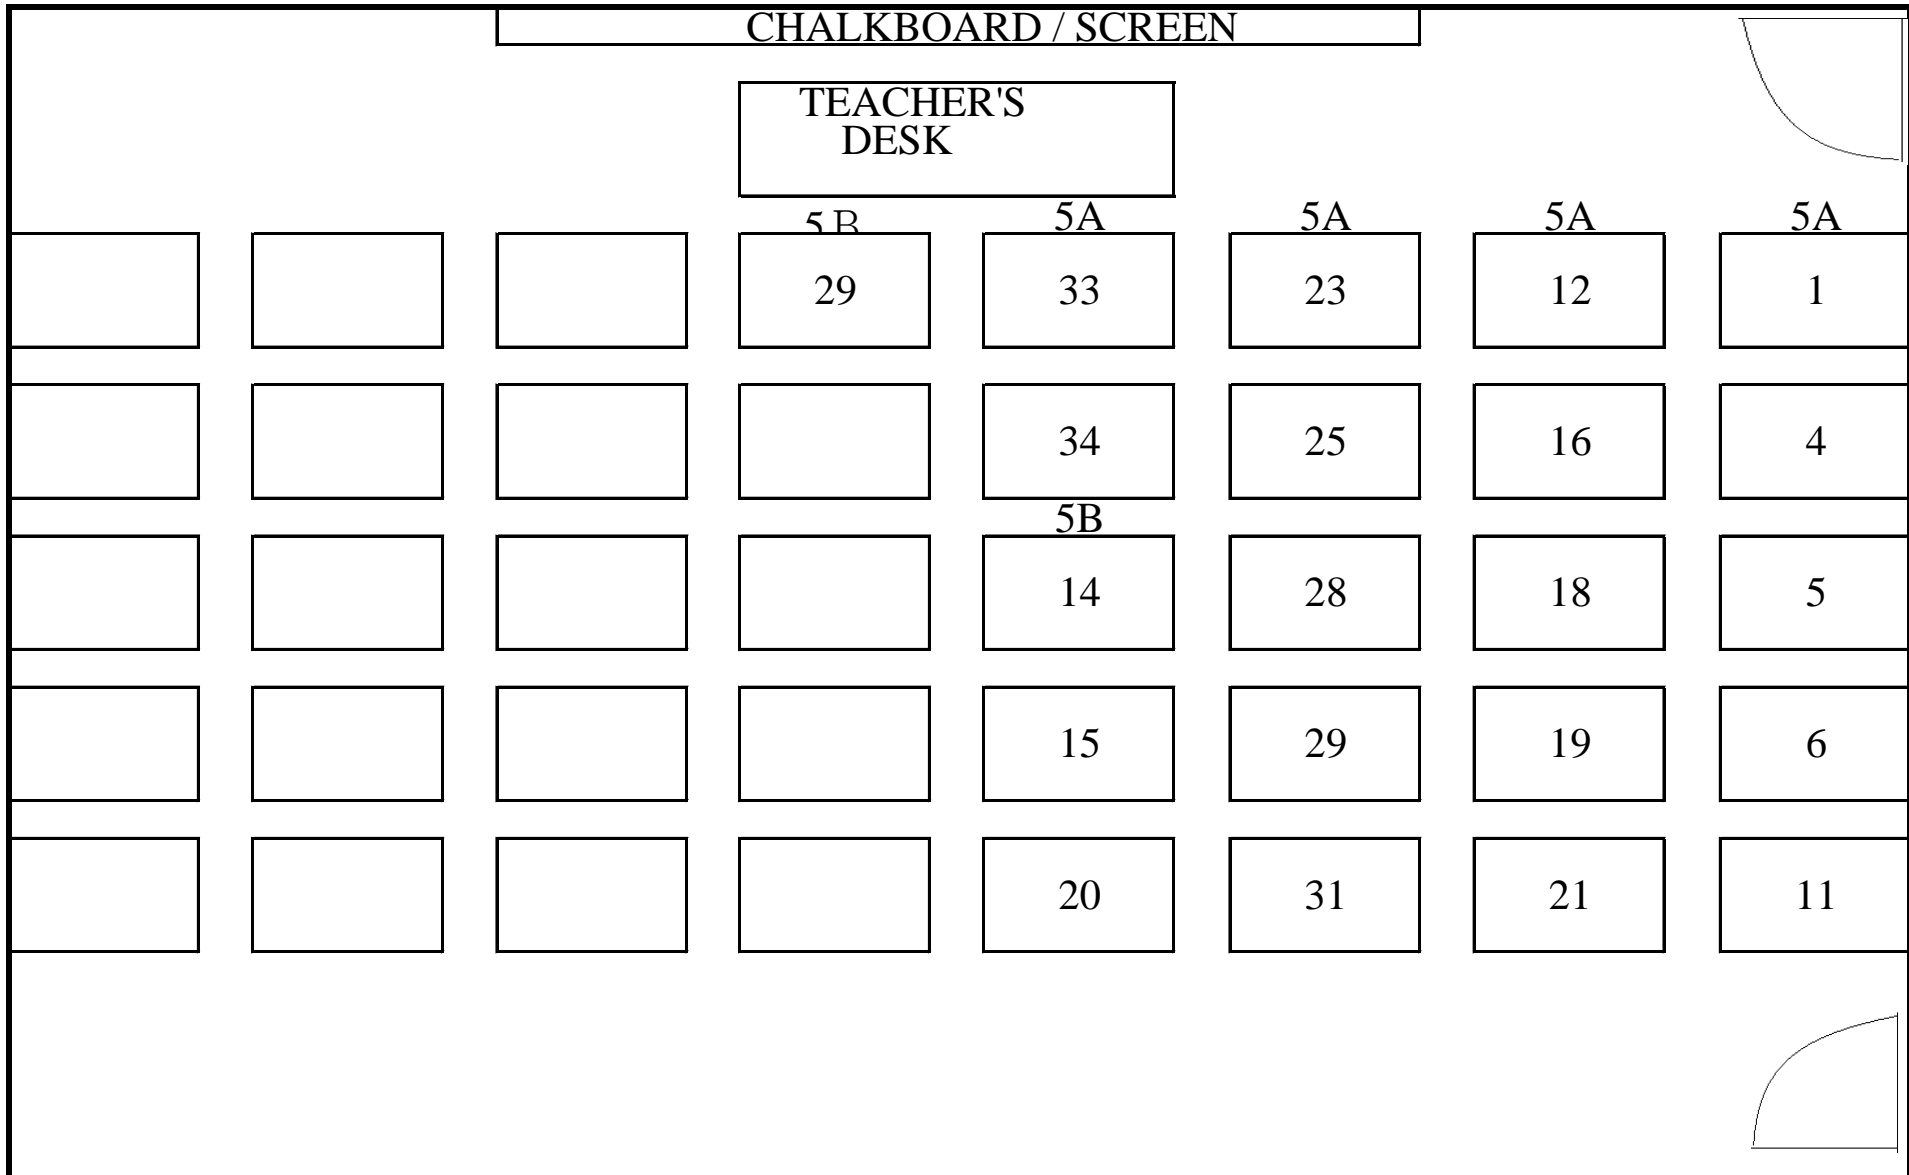 CHALKBOARD / SCREEN
TEACHER'S
DESK
5B 5A 5A 5A 5A
29 33 23 12 1
34 25 16 4
5B
14 28 18 5
15 29 19 6
20 31 21 11